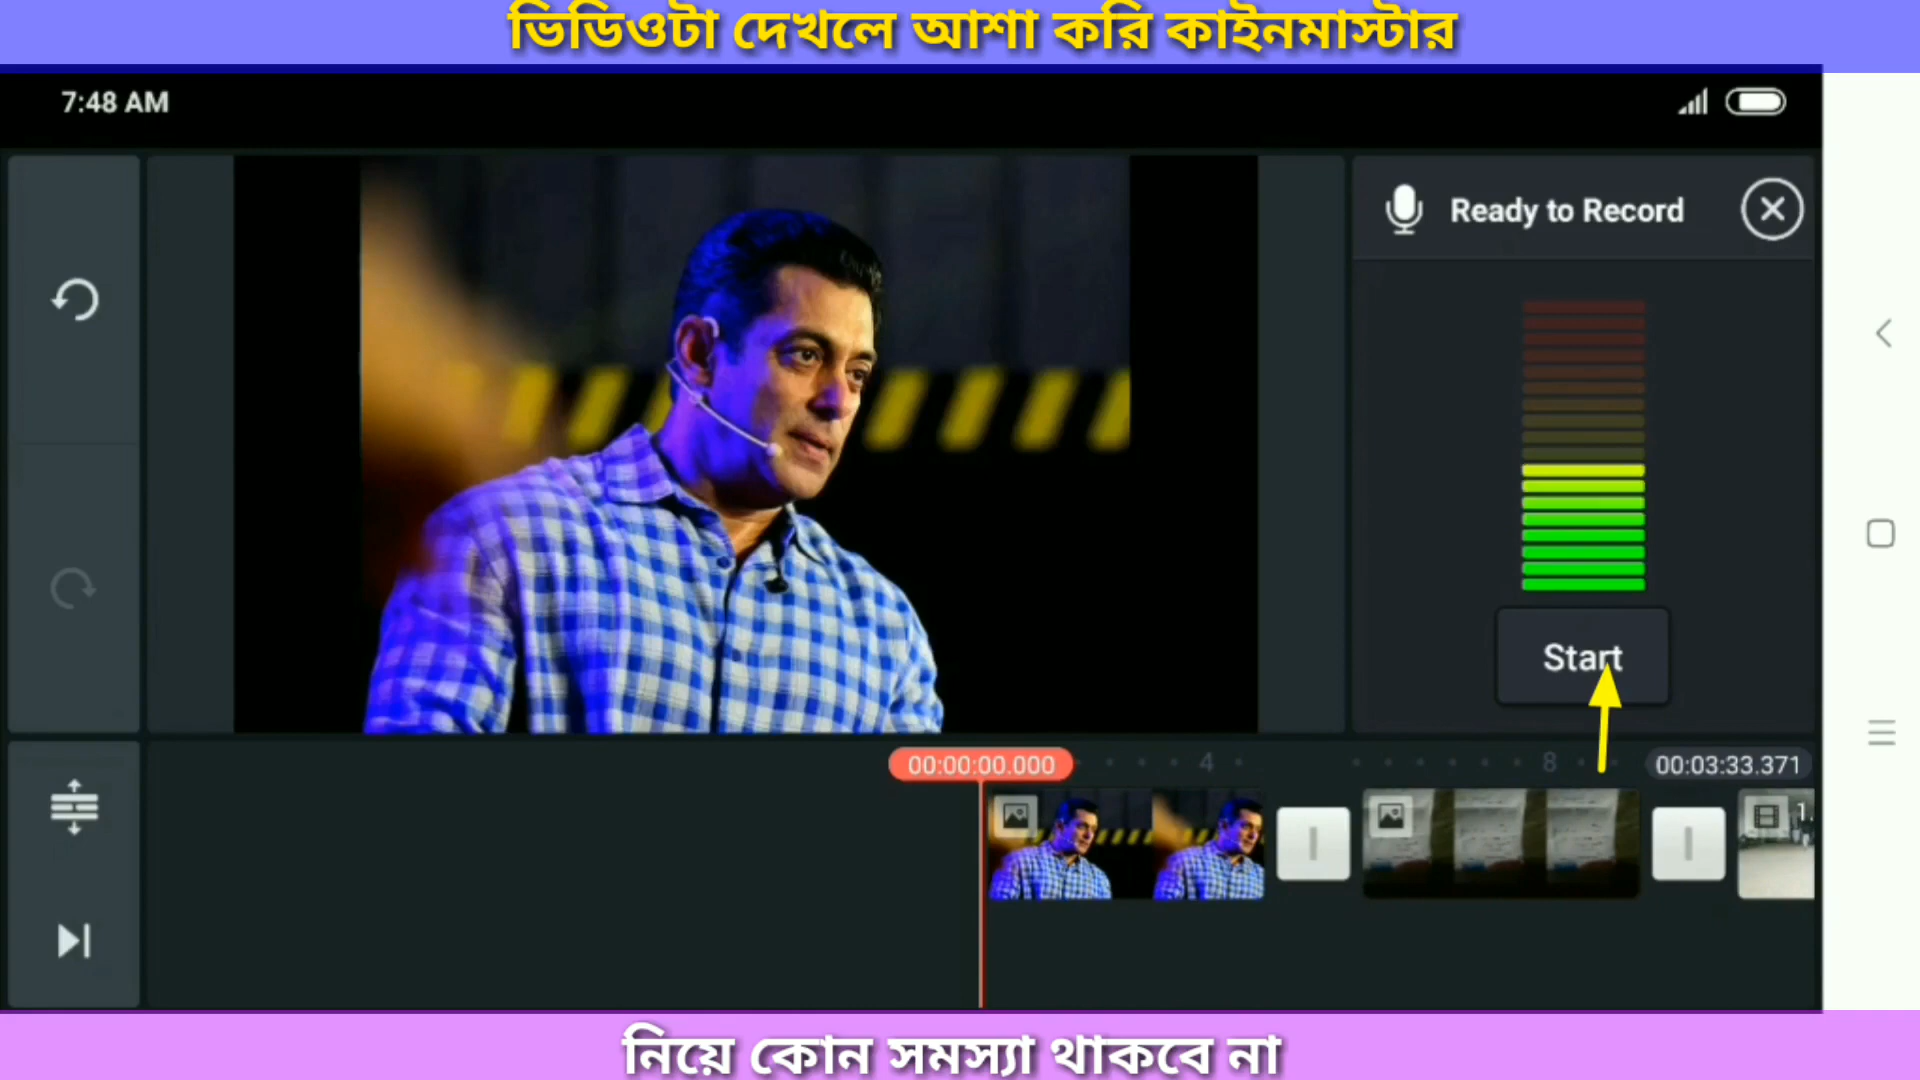 ভিডিওটা দেখলে আশা করি কাইনমাস্টার
7:48 AM
Ready to Record
Start
00:00:00.000
4
8
00:03:33.371
1
নিয়ে কোন সমস্যা থাকবে না